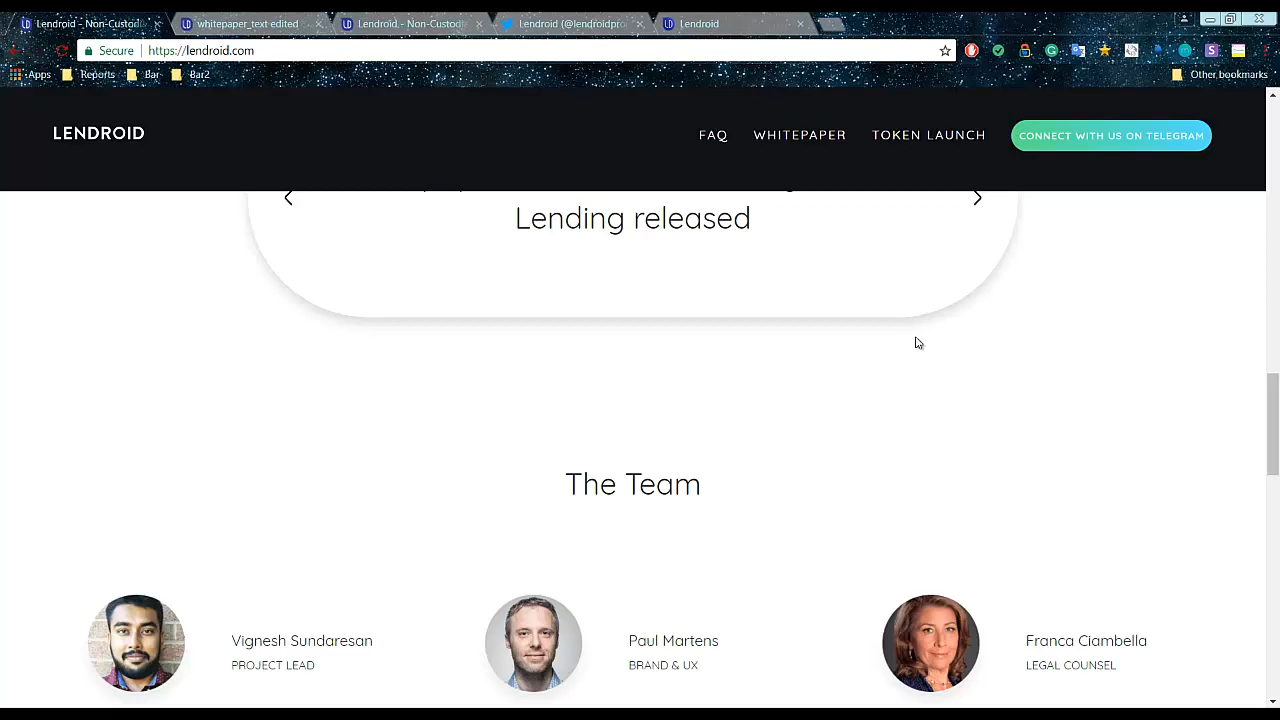 Lendroid - Non-Custod
whitepaper_text edited
Lendroid - Non-Custod
Lendroid (@lendroidpro
Lendroid
Secure
https://lendroid.com
Apps
Reports
Bar
Bar2
Other bookmarks
LENDROID
FAQ
WHITEPAPER
TOKEN LAUNCH
CONNECT WITH US ON TELEGRAM
Lending released
The Team
Vignesh Sundaresan
PROJECT LEAD
Paul Martens
BRAND & UX
Franca Ciambella
LEGAL COUNSEL